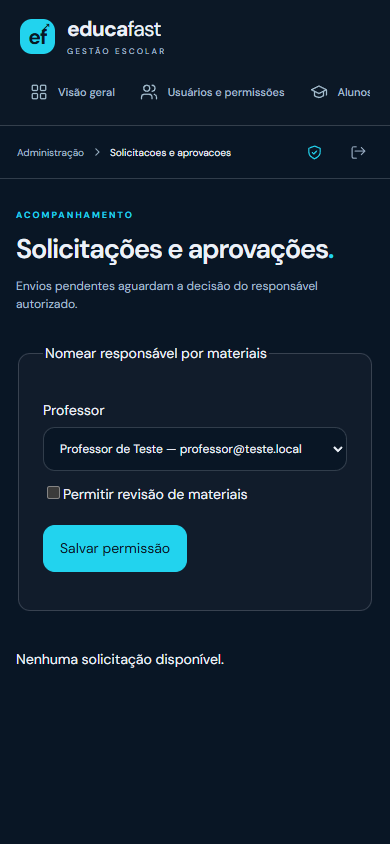 ef
educafast
GESTÃO ESCOLAR
Visão geral
Usuários e permissões
Alunos
Administração
Solicitacoes e aprovacoes
ACOMPANHAMENTO
Solicitações e aprovações.
Envios pendentes aguardam a decisão do responsável
autorizado.
Nomear responsável por materiais
Professor
Professor de Teste — professor@teste.local
Permitir revisão de materiais
Salvar permissão
Nenhuma solicitação disponível.